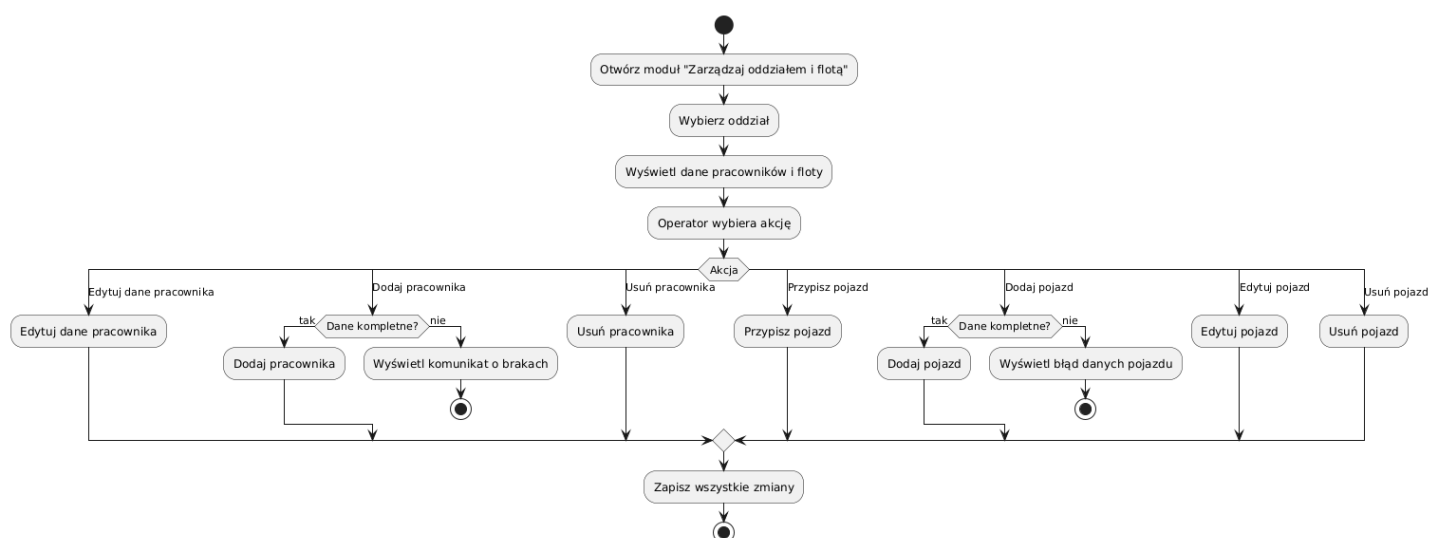 Otwórz moduł "Zarządzaj oddziałem i flotą"
Wybierz oddział
Wyświetl dane pracowników i floty
Operator wybiera akcję
Akcja
Edytuj dane pracownika
Dodaj pracownika
Usuń pracownika
Przypisz pojazd
Dodaj pojazd
Edytuj pojazd
Usuń pojazd
Edytuj dane pracownika
tak
Dane kompletne?
nie
Dodaj pracownika
Wyświetl komunikat o brakach
Usuń pracownika
Przypisz pojazd
tak
Dane kompletne?
nie
Dodaj pojazd
Wyświetl błąd danych pojazdu
Edytuj pojazd
Usuń pojazd
Zapisz wszystkie zmiany